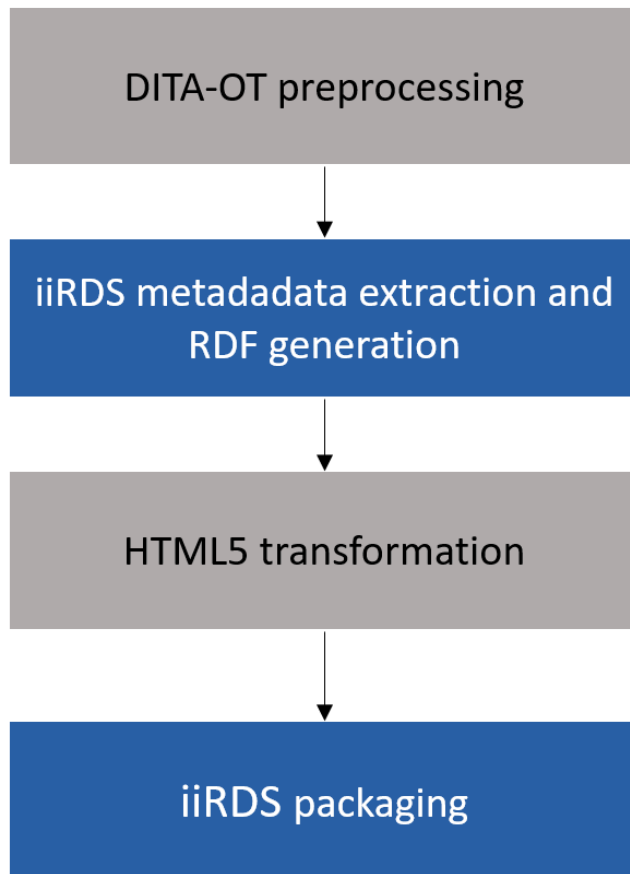 DITA-OT preprocessing
iiRDS metadadata extraction and
RDF generation
HTML5 transformation
iiRDS packaging